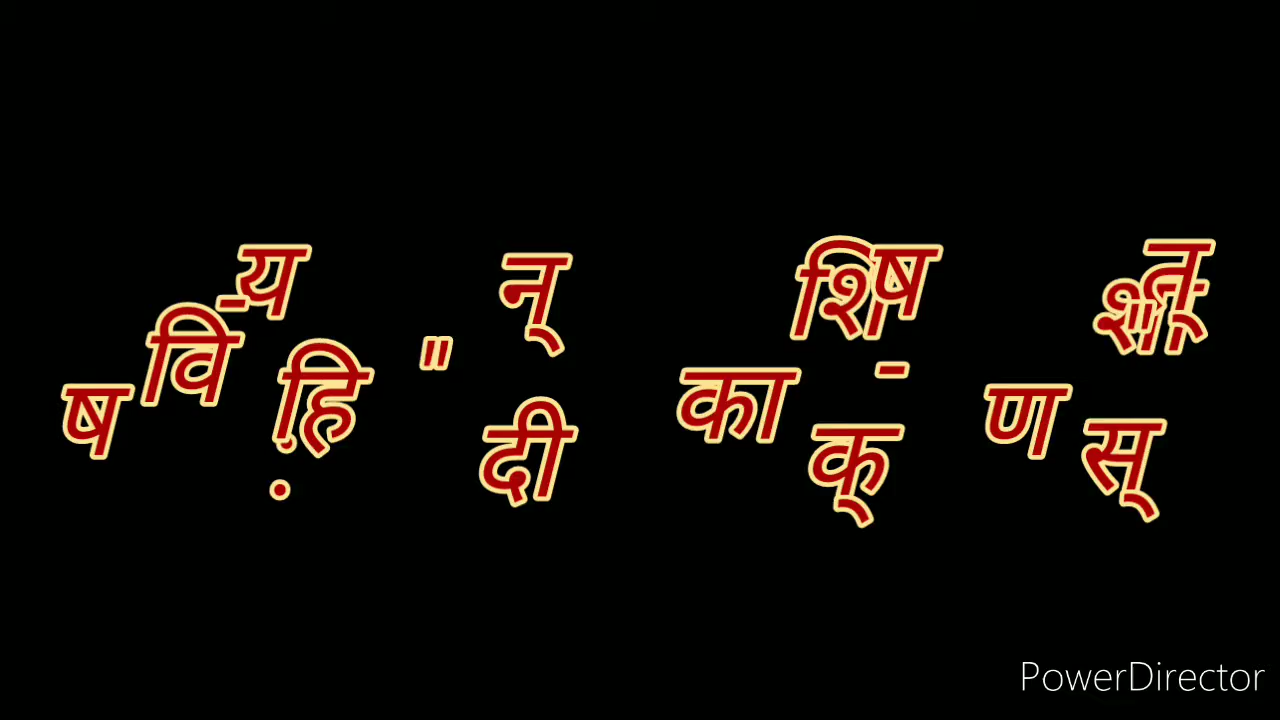 ष वि - य : हि " न् दी का शि क् ष - ण स् शा " त्
PowerDirector